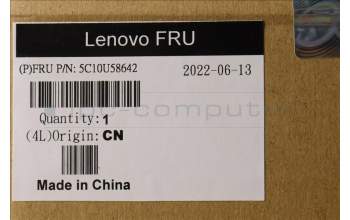 Lenovo FRU
(P)FRU P/N: 5C10U58642 2022-06-13
Quantity:1
(4L)Origin:CN
Made in China